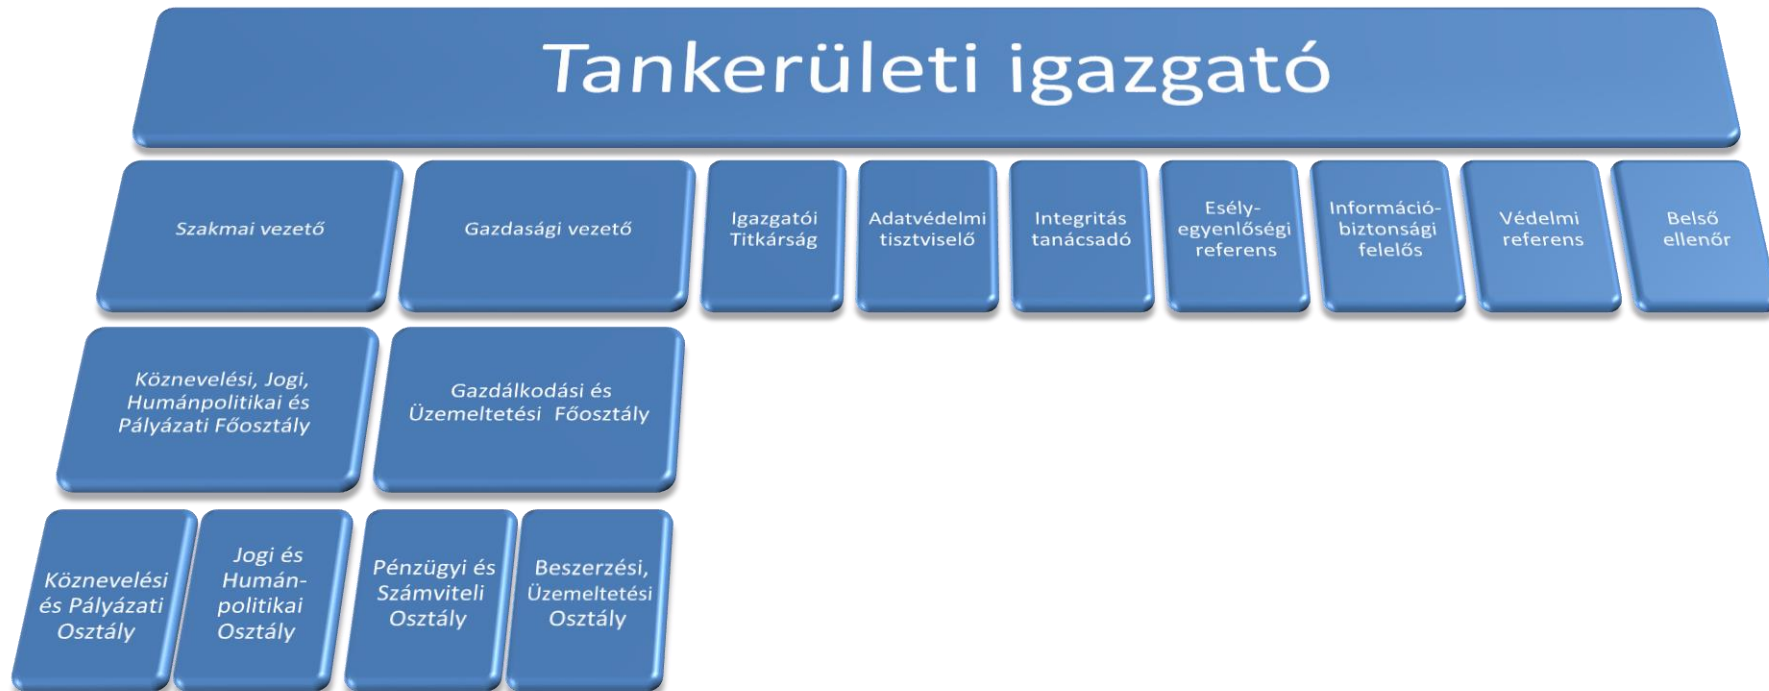 Tankerületi igazgató
Szakmai vezető
Gazdasági vezető
Igazgatói
Titkárság
Adatvédelmi
tisztviselő
Integritás
tanácsadó
Esély-
egyenlőségi
referens
Információ-
biztonsági
felelős
Védelmi
referens
Belső
ellenőr
Köznevelési, Jogi,
Humánpolitikai és
Pályázati Főosztály
Gazdálkodási és
Üzemeltetési Főosztály
Köznevelési
és Pályázati
Osztály
Jogi és
Humán-
politikai
Osztály
Pénzügyi és
Számviteli
Osztály
Beszerzési,
Üzemeltetési
Osztály